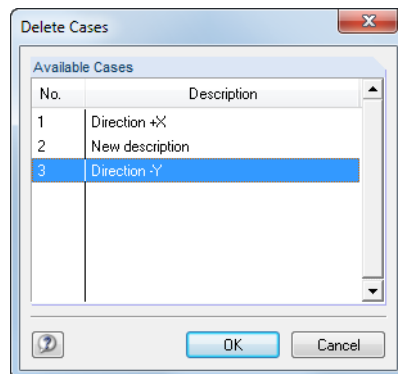 Delete Cases
Available Cases
No. Description
1 Direction +X
2 New description
3 Direction -Y
OK Cancel